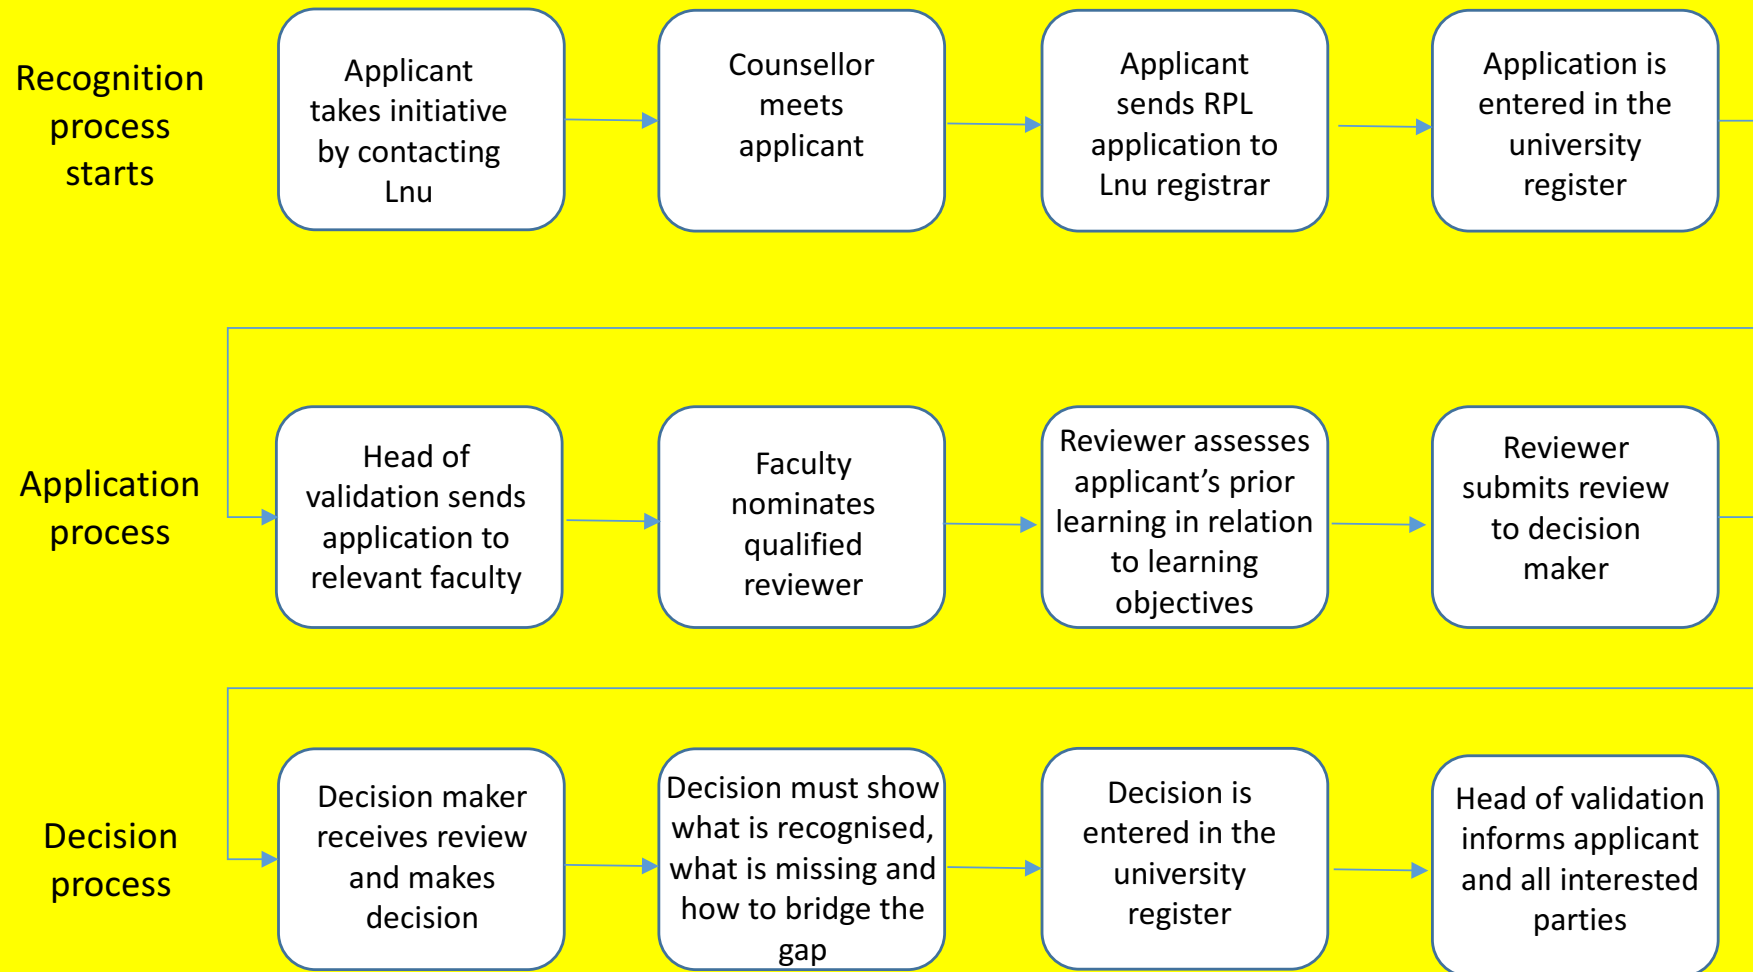 Recognition
process
starts
Applicant
takes initiative
by contacting
Lnu
Counsellor
meets
applicant
Applicant
sends RPL
application to
Lnu registrar
Application is
entered in the
university
register
Application
process
Head of
validation sends
application to
relevant faculty
Faculty
nominates
qualified
reviewer
Reviewer assesses
applicant’s prior
learning in relation
to learning
objectives
Reviewer
submits review
to decision
maker
Decision
process
Decision maker
receives review
and makes
decision
Decision must show
what is recognised,
what is missing and
how to bridge the
gap
Decision is
entered in the
university
register
Head of validation
informs applicant
and all interested
parties